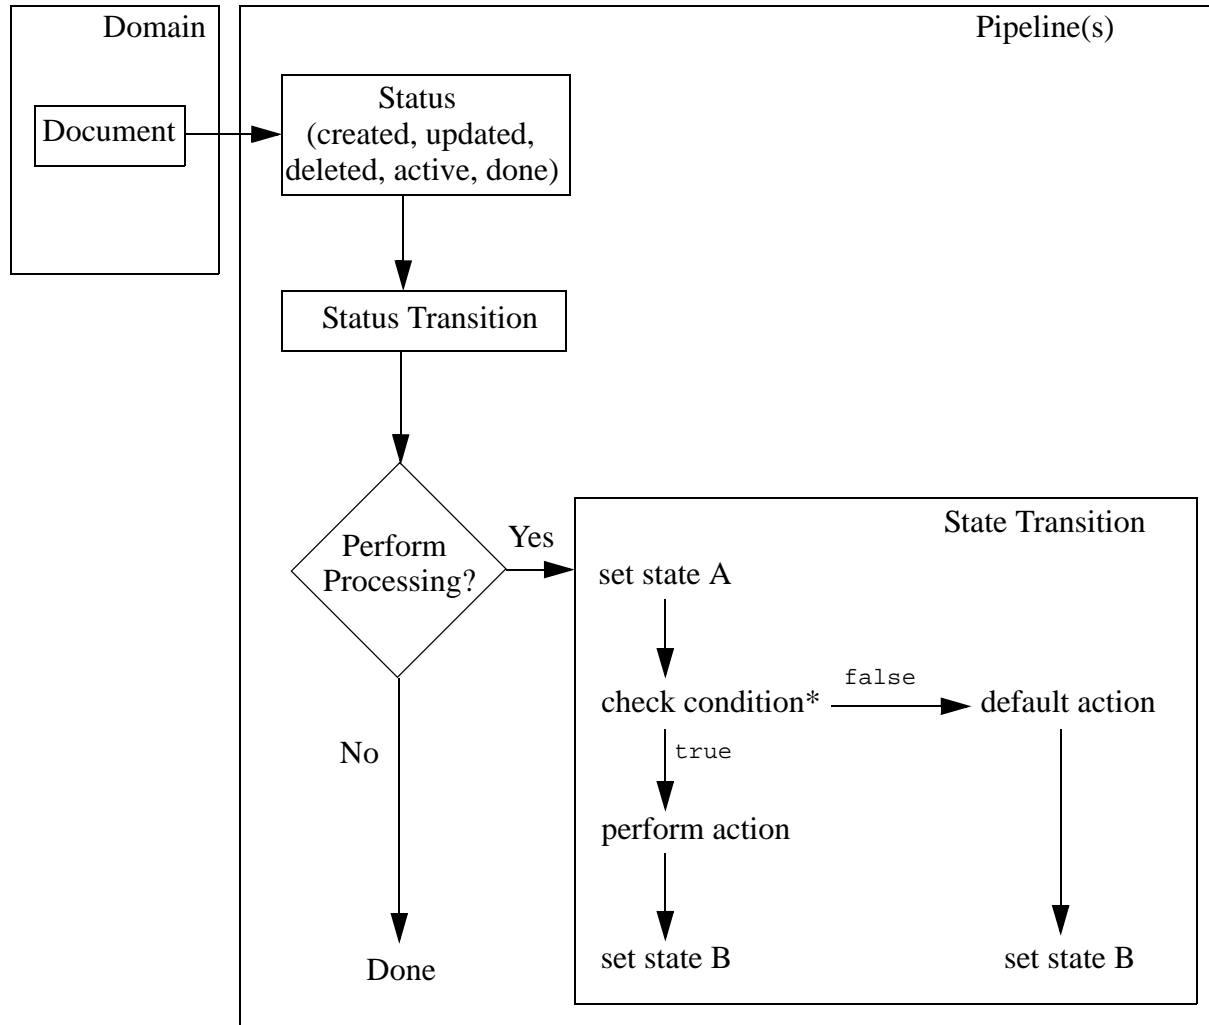 Domain
Pipeline(s)
Document
Status
(created, updated,
deleted, active, done)
Status Transition
Perform
Processing?
Yes
No
Done
State Transition
set state A
check condition*
false
default action
true
perform action
set state B
set state B